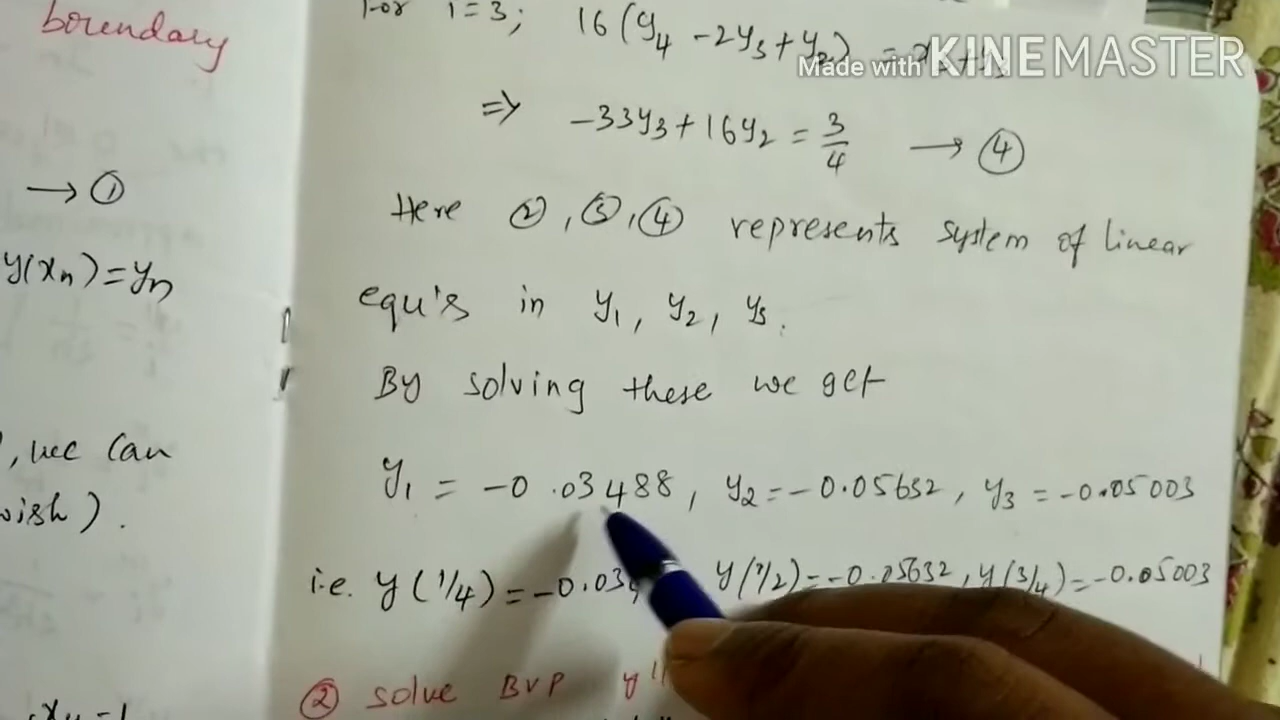 boundary
→ ①
y(xₙ)=yₙ
, we can
wish).
For i=3; 16(y₄ -2y₃+y₂) =
Made with KINEMASTER
⇒ -33y₃+16y₂ = 3/4 → ④
Here ②,③,④ represents system of linear
equ's in y₁, y₂, y₃.
By solving these we get
y₁ = -0.03488, y₂=-0.05632, y₃ = -0.05003
i.e. y(1/4)=-0.03 y(1/2)=-0.05632, y(3/4)=-0.05003
② solve BVP y"